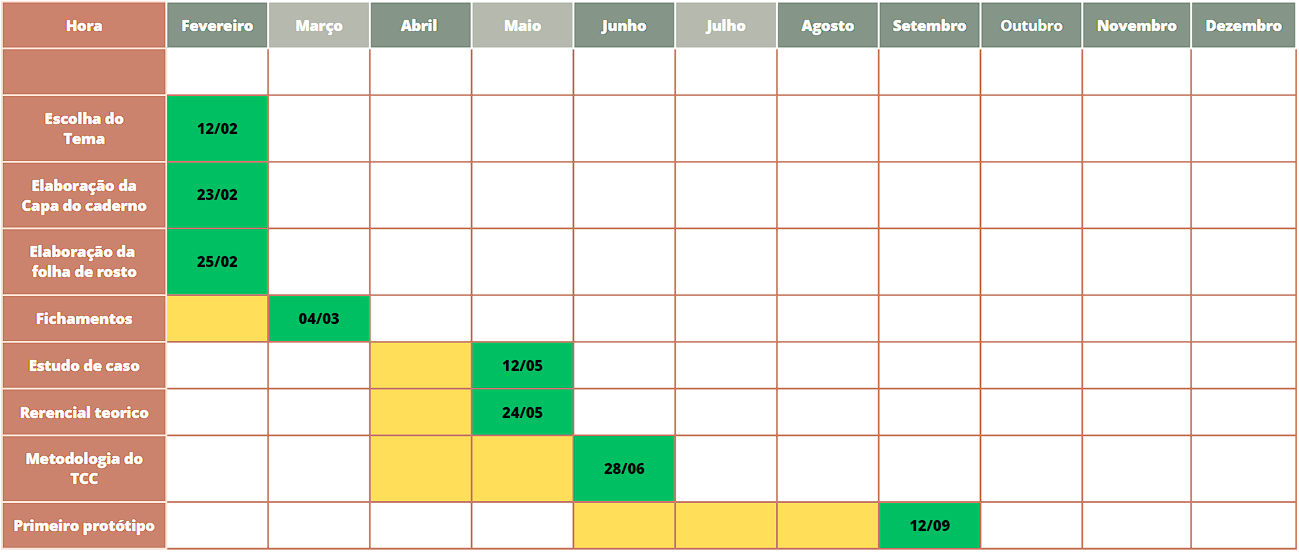 Hora Fevereiro Março Abril Maio Junho Julho Agosto Setembro Outubro Novembro Dezembro
Escolha do
Tema
12/02
Elaboração da
Capa do caderno
23/02
Elaboração da
folha de rosto
25/02
Fichamentos 04/03
Estudo de caso 12/05
Rerencial teorico 24/05
Metodologia do
TCC
28/06
Primeiro protótipo 12/09